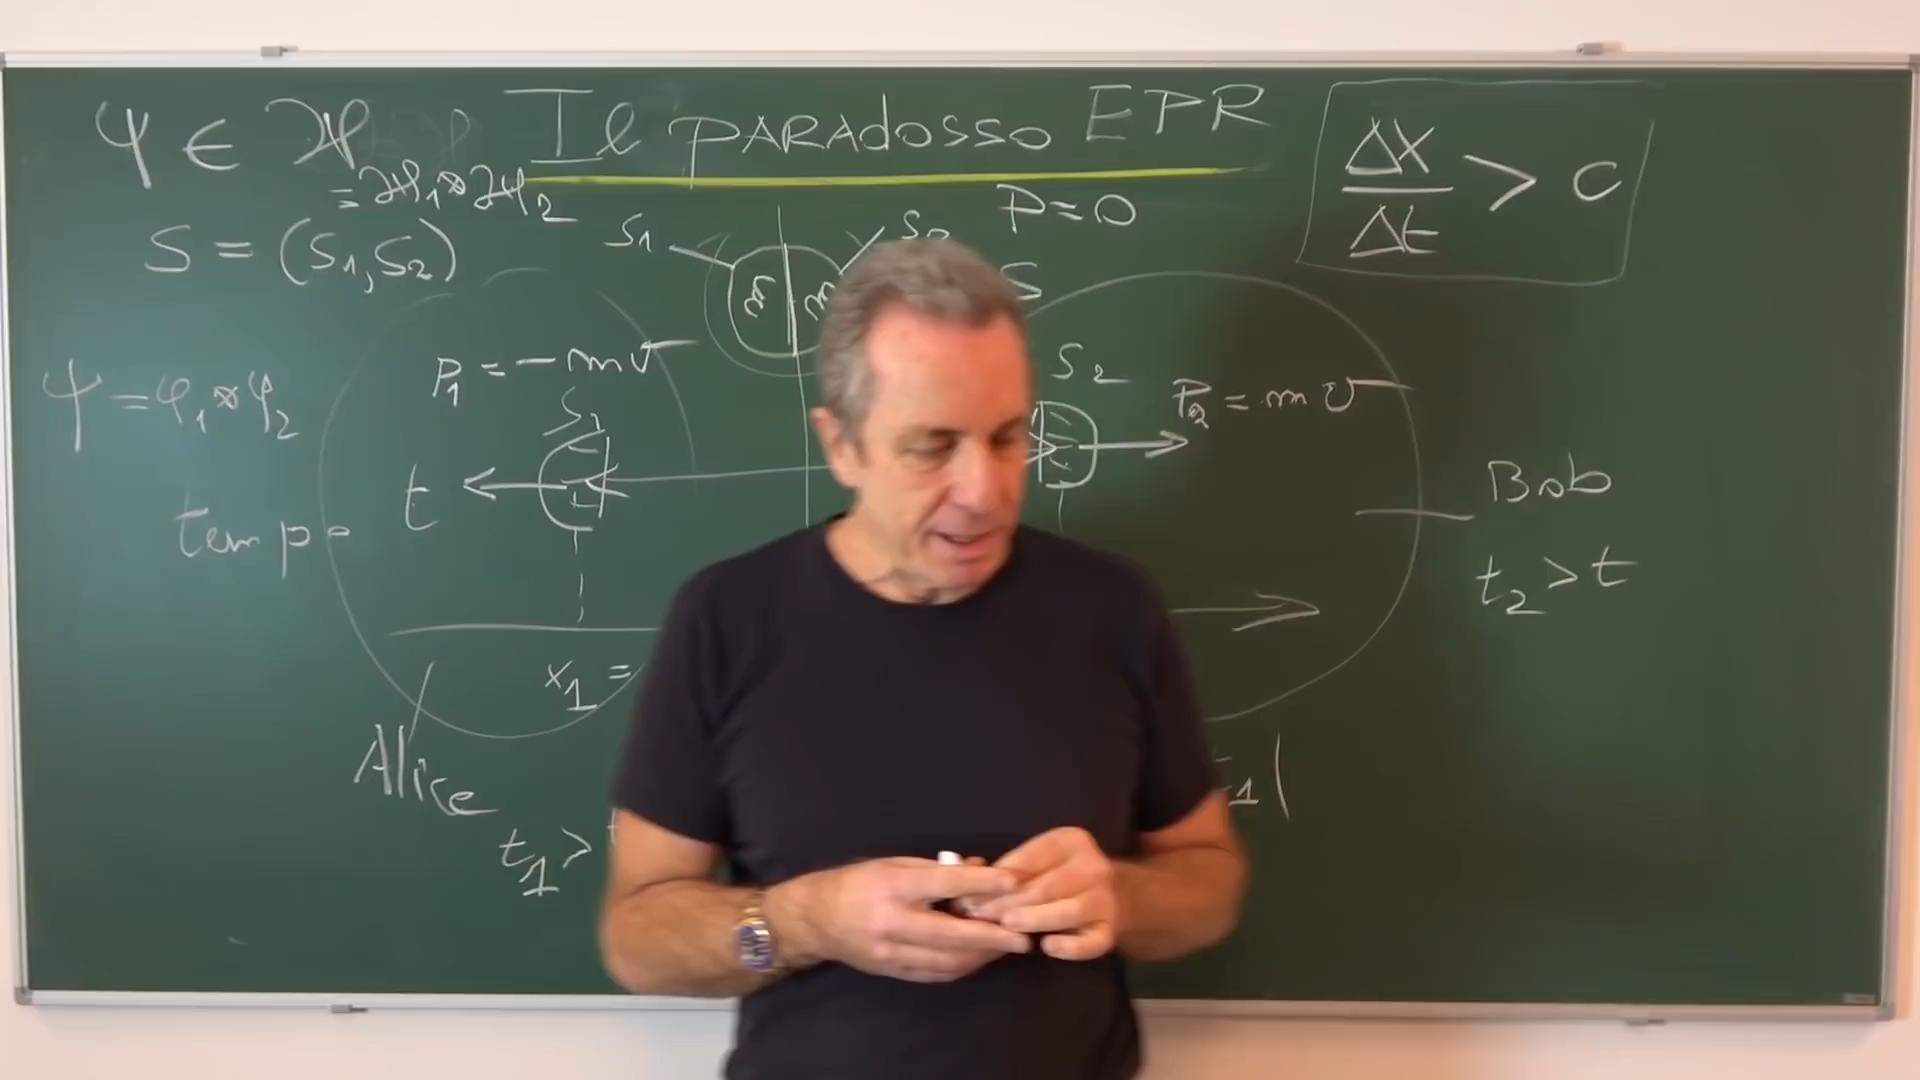 Il PARAdOSSO EPR
ψ ∈ ℋ
= ℋ₁ ⊗ ℋ₂
S = (S₁, S₂)
ψ = φ₁ ⊗ φ₂
tempo t
P = 0
S₁
S₂
S
m
P₁ = -mv
S₁
S₂
P₂ = mv
x₁ =
Alice
t₁ >
Bob
t₂ > t
Δx/Δt > c